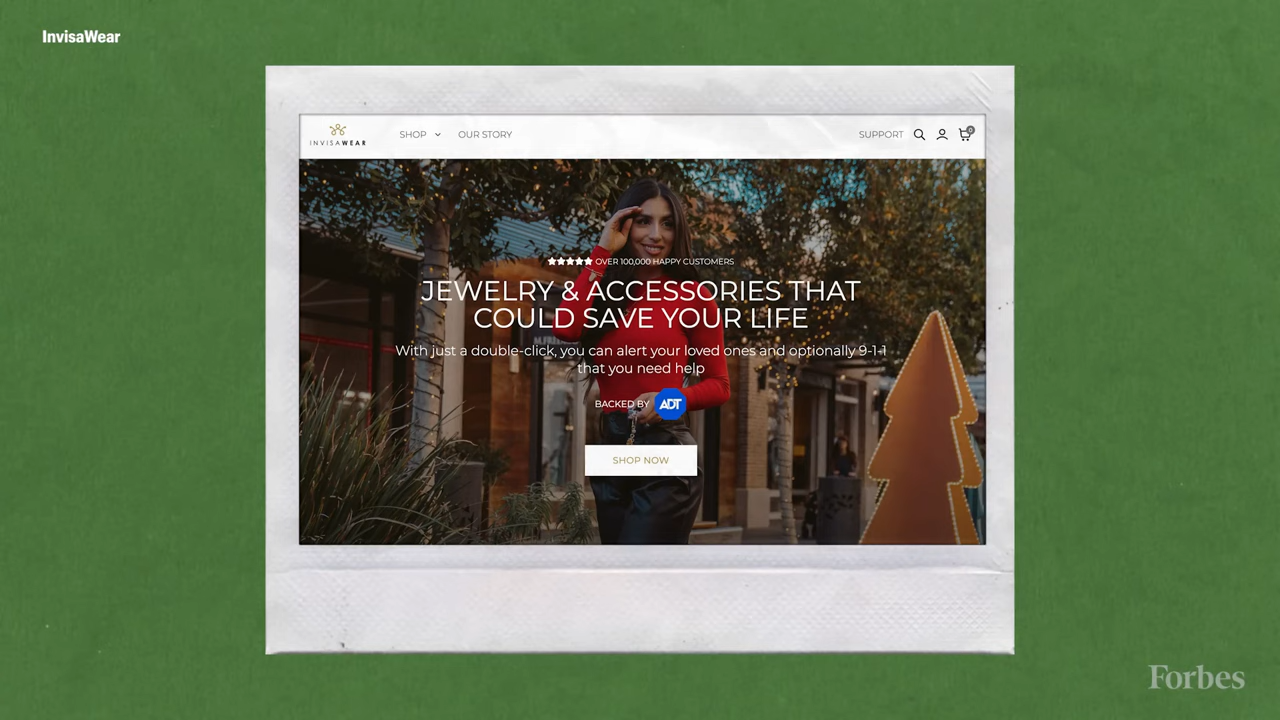 InvisaWear
INVISAWEAR
SHOP
OUR STORY
SUPPORT
0
OVER 100,000 HAPPY CUSTOMERS
JEWELRY & ACCESSORIES THAT
COULD SAVE YOUR LIFE
With just a double-click, you can alert your loved ones and optionally 9-1-1
that you need help
BACKED BY ADT
SHOP NOW
Forbes